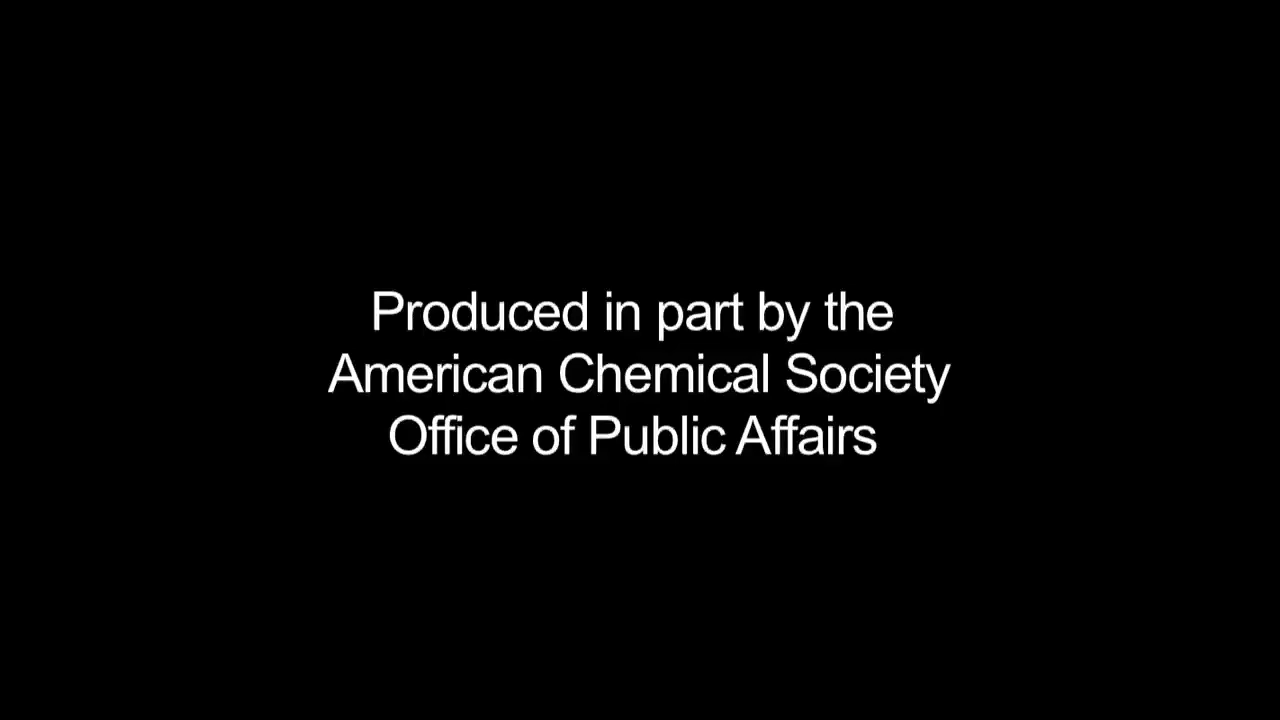 Produced in part by the
American Chemical Society
Office of Public Affairs